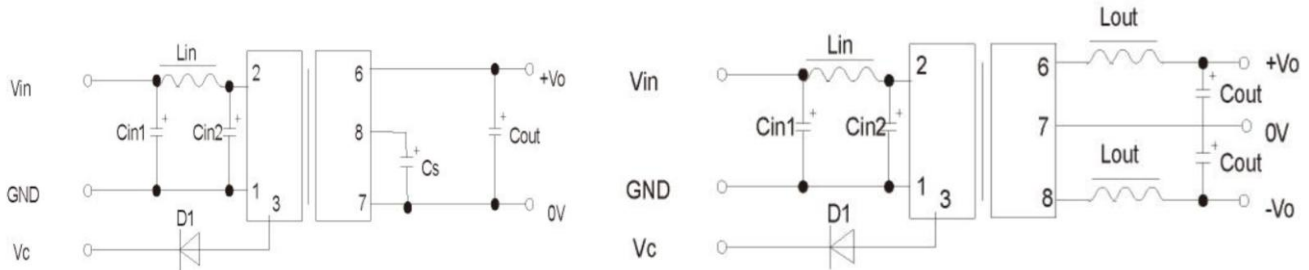 Lin
Vin
2
6
+Vo
Cin1
+
Cin2
+
8
+
Cs
+
Cout
GND
1
7
0V
3
D1
Vc
Lout
Lin
Vin
2
6
+Vo
+
Cout
Cin1
+
Cin2
+
7
0V
+
Cout
Lout
GND
1
8
-Vo
3
D1
Vc